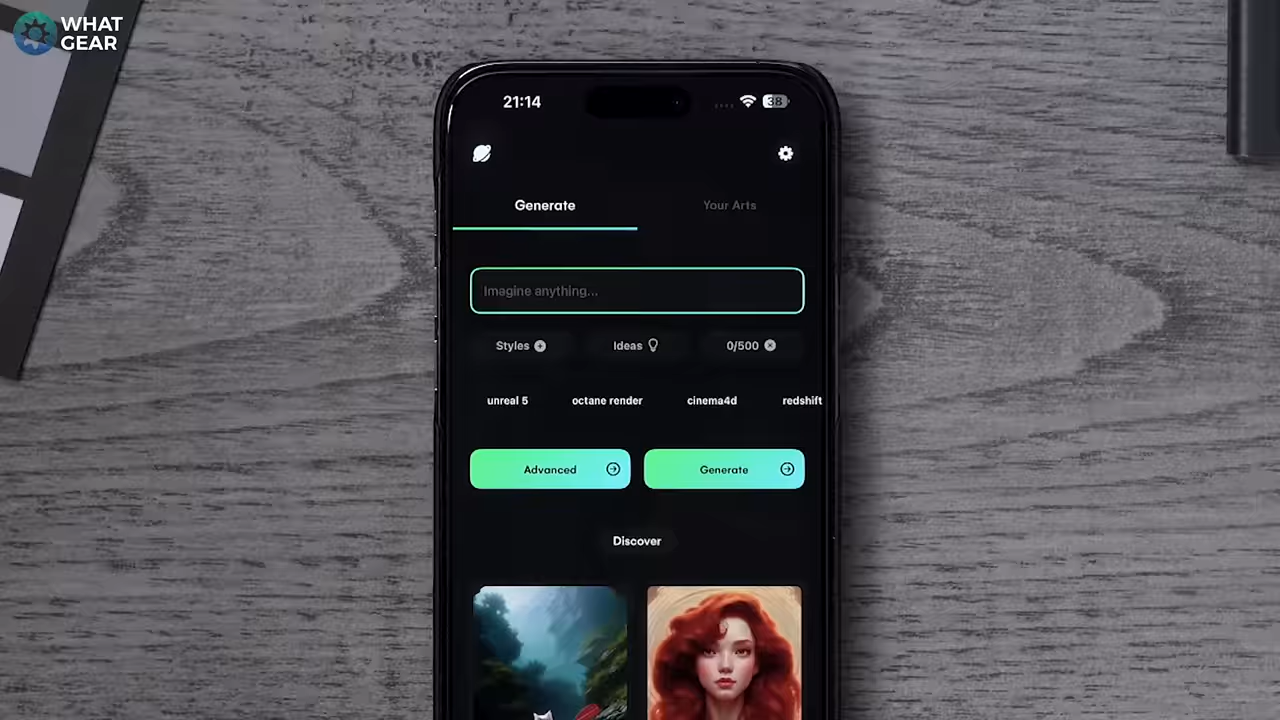 WHAT
GEAR
21:14
38
Generate
Your Arts
Imagine anything...
Styles
Ideas
0/500
unreal 5
octane render
cinema4d
redshift
Advanced
Generate
Discover